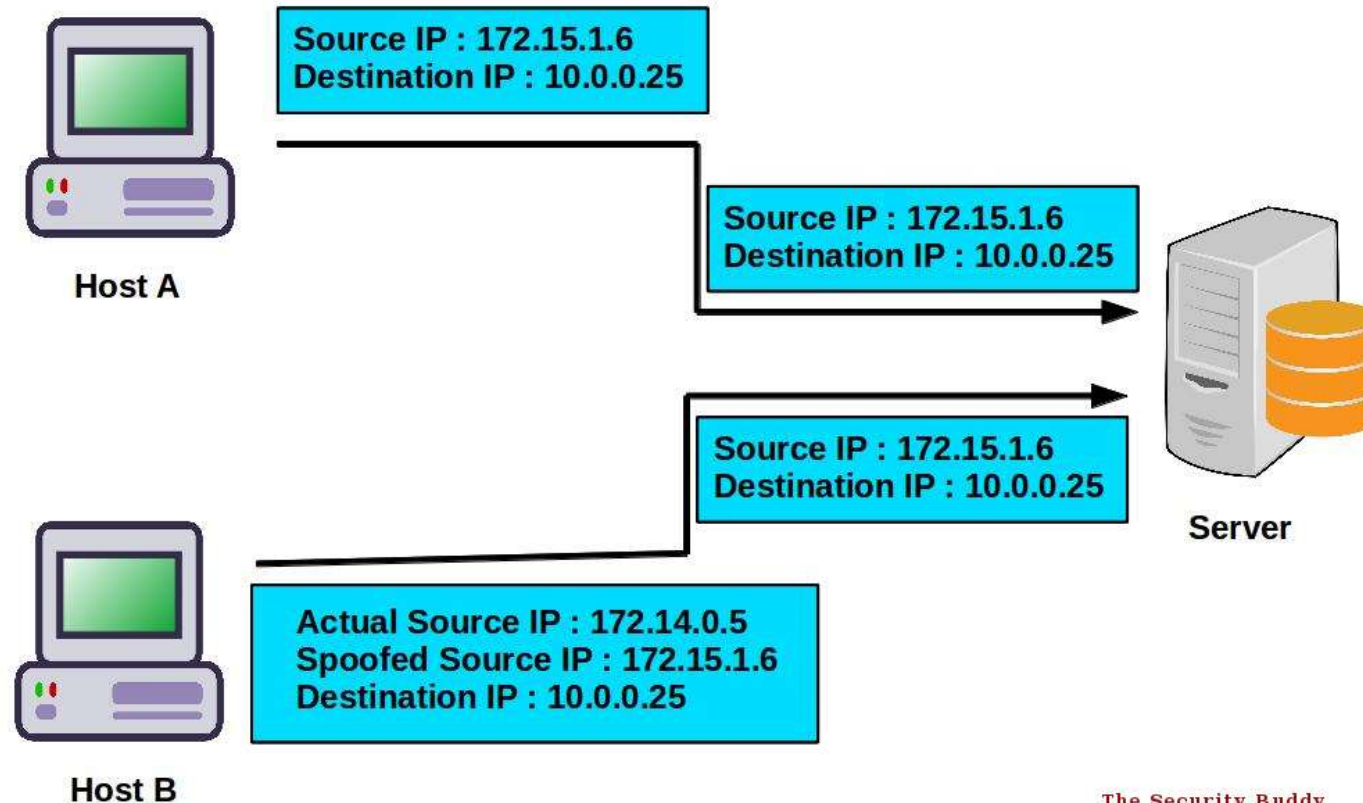 Source IP : 172.15.1.6
Destination IP : 10.0.0.25
Source IP : 172.15.1.6
Destination IP : 10.0.0.25
Host A
Source IP : 172.15.1.6
Destination IP : 10.0.0.25
Server
Actual Source IP : 172.14.0.5
Spoofed Source IP : 172.15.1.6
Destination IP : 10.0.0.25
Host B
The Security Buddy